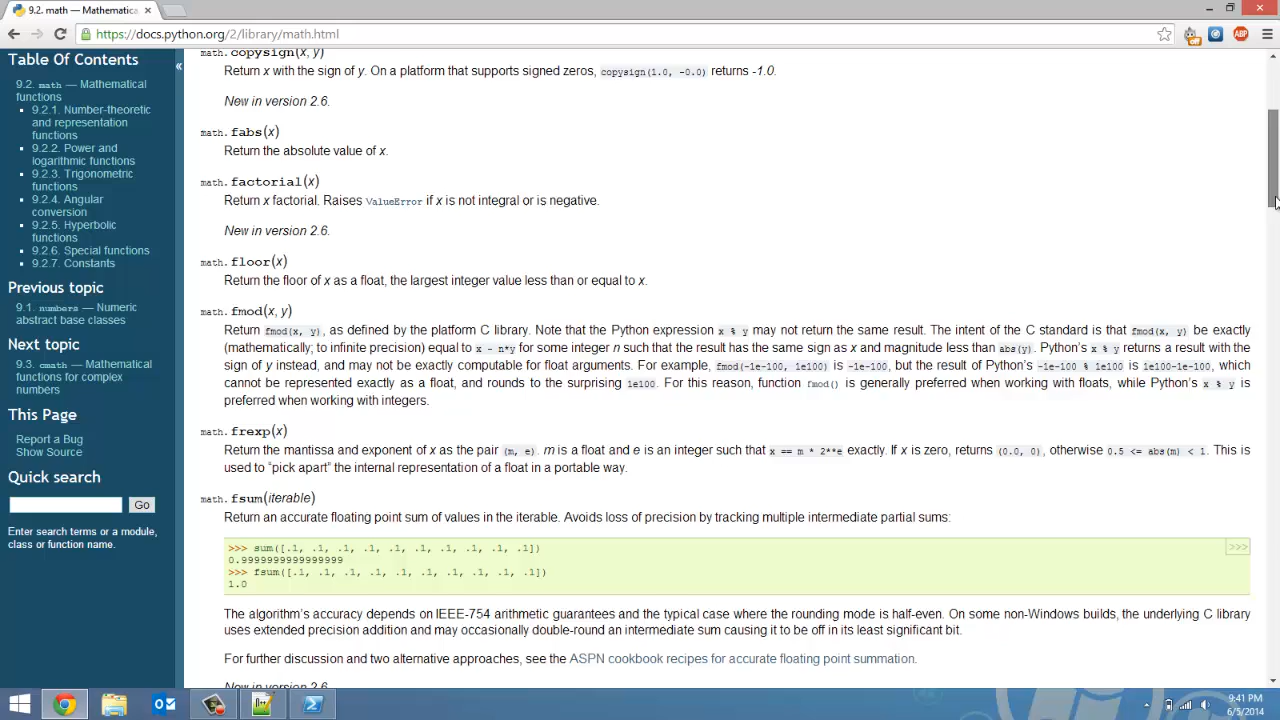 9.2. math — Mathematica
https://docs.python.org/2/library/math.html
off
ABP
Table Of Contents
«
9.2. math — Mathematical
functions
9.2.1. Number-theoretic
and representation
functions
9.2.2. Power and
logarithmic functions
9.2.3. Trigonometric
functions
9.2.4. Angular
conversion
9.2.5. Hyperbolic
functions
9.2.6. Special functions
9.2.7. Constants
Previous topic
9.1. numbers — Numeric
abstract base classes
Next topic
9.3. cmath — Mathematical
functions for complex
numbers
This Page
Report a Bug
Show Source
Quick search
Go
Enter search terms or a module,
class or function name.
math. copysign(x, y)
Return x with the sign of y. On a platform that supports signed zeros, copysign(1.0, -0.0) returns -1.0.
New in version 2.6.
math. fabs(x)
Return the absolute value of x.
math. factorial(x)
Return x factorial. Raises ValueError if x is not integral or is negative.
New in version 2.6.
math. floor(x)
Return the floor of x as a float, the largest integer value less than or equal to x.
math. fmod(x, y)
Return fmod(x, y), as defined by the platform C library. Note that the Python expression x % y may not return the same result. The intent of the C standard is that fmod(x, y) be exactly
(mathematically; to infinite precision) equal to x - n*y for some integer n such that the result has the same sign as x and magnitude less than abs(y). Python's x % y returns a result with the
sign of y instead, and may not be exactly computable for float arguments. For example, fmod(-1e-100, 1e100) is -1e-100, but the result of Python's -1e-100 % 1e100 is 1e100-1e-100, which
cannot be represented exactly as a float, and rounds to the surprising 1e100. For this reason, function fmod() is generally preferred when working with floats, while Python's x % y is
preferred when working with integers.
math. frexp(x)
Return the mantissa and exponent of x as the pair (m, e). m is a float and e is an integer such that x == m * 2**e exactly. If x is zero, returns (0.0, 0), otherwise 0.5 <= abs(m) < 1. This is
used to "pick apart" the internal representation of a float in a portable way.
math. fsum(iterable)
Return an accurate floating point sum of values in the iterable. Avoids loss of precision by tracking multiple intermediate partial sums:
>>>
>>> sum([.1, .1, .1, .1, .1, .1, .1, .1, .1, .1])
0.9999999999999999
>>> fsum([.1, .1, .1, .1, .1, .1, .1, .1, .1, .1])
1.0
The algorithm's accuracy depends on IEEE-754 arithmetic guarantees and the typical case where the rounding mode is half-even. On some non-Windows builds, the underlying C library
uses extended precision addition and may occasionally double-round an intermediate sum causing it to be off in its least significant bit.
For further discussion and two alternative approaches, see the ASPN cookbook recipes for accurate floating point summation.
New in version 2.6.
9:41 PM
6/5/2014